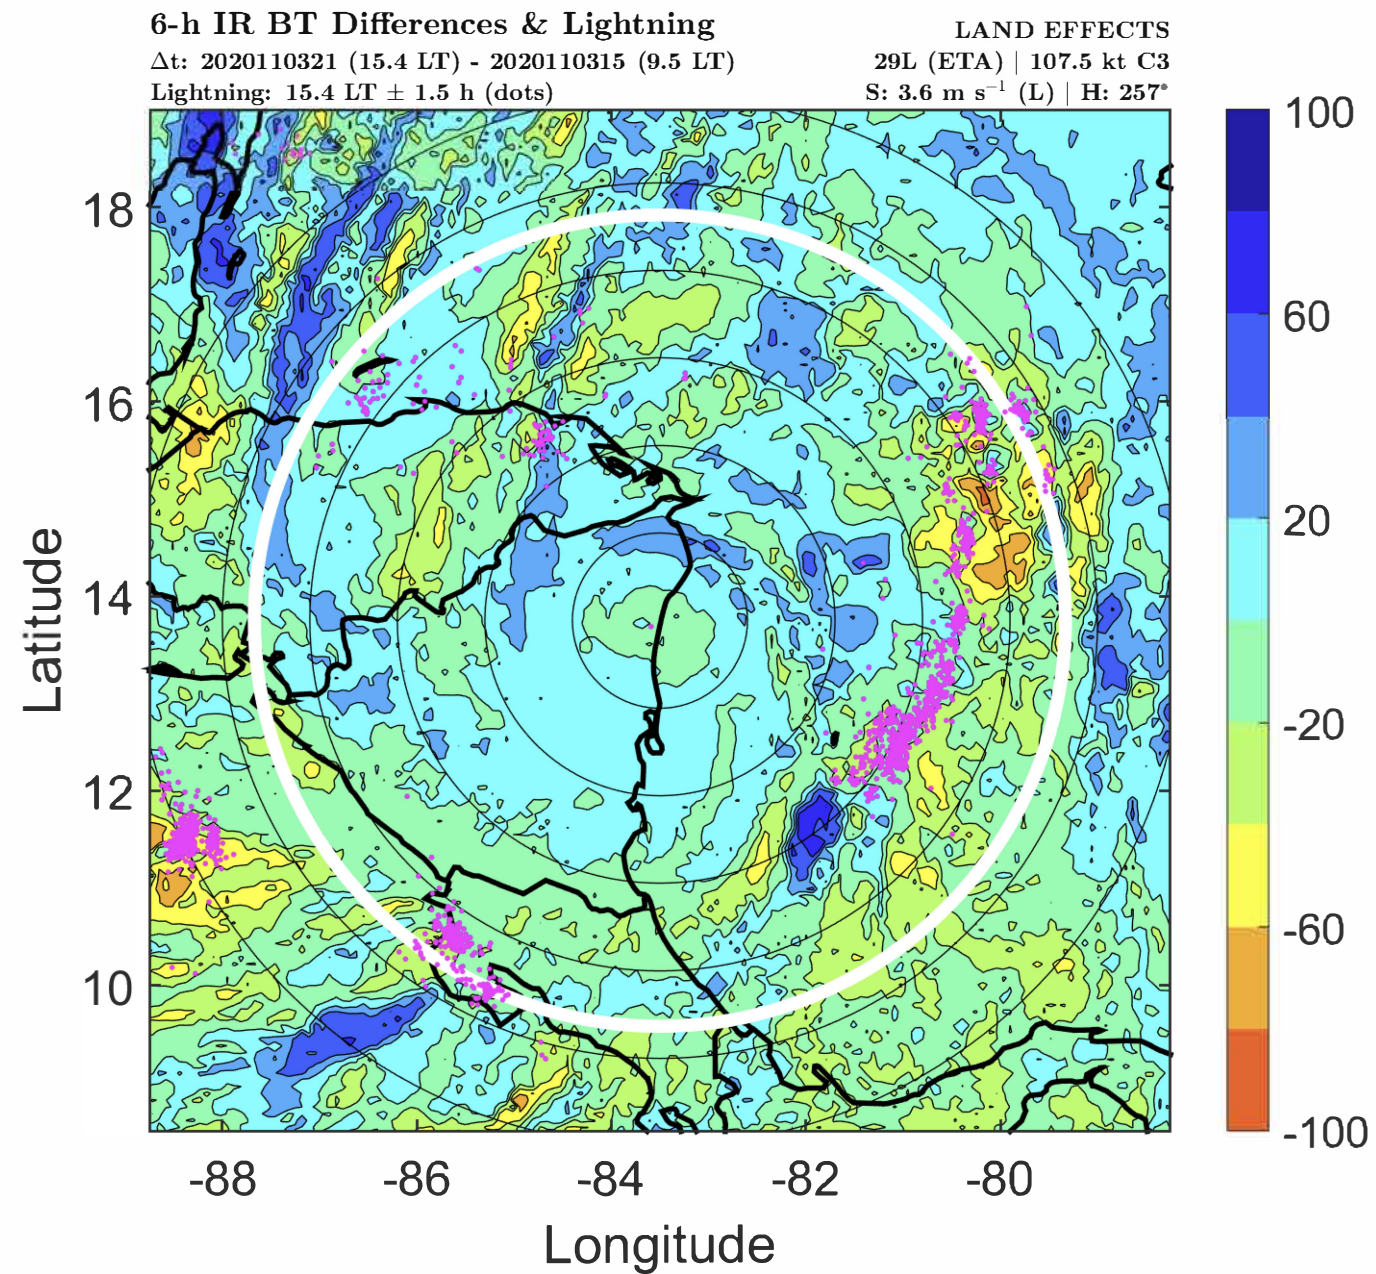 6-h IR BT Differences & Lightning
LAND EFFECTS
Δt: 2020110321 (15.4 LT) - 2020110315 (9.5 LT)
29L (ETA) | 107.5 kt C3
Lightning: 15.4 LT ± 1.5 h (dots)
S: 3.6 m s⁻¹ (L) | H: 257°
100
60
20
-20
-60
-100
18
16
14
12
10
Latitude
-88
-86
-84
-82
-80
Longitude